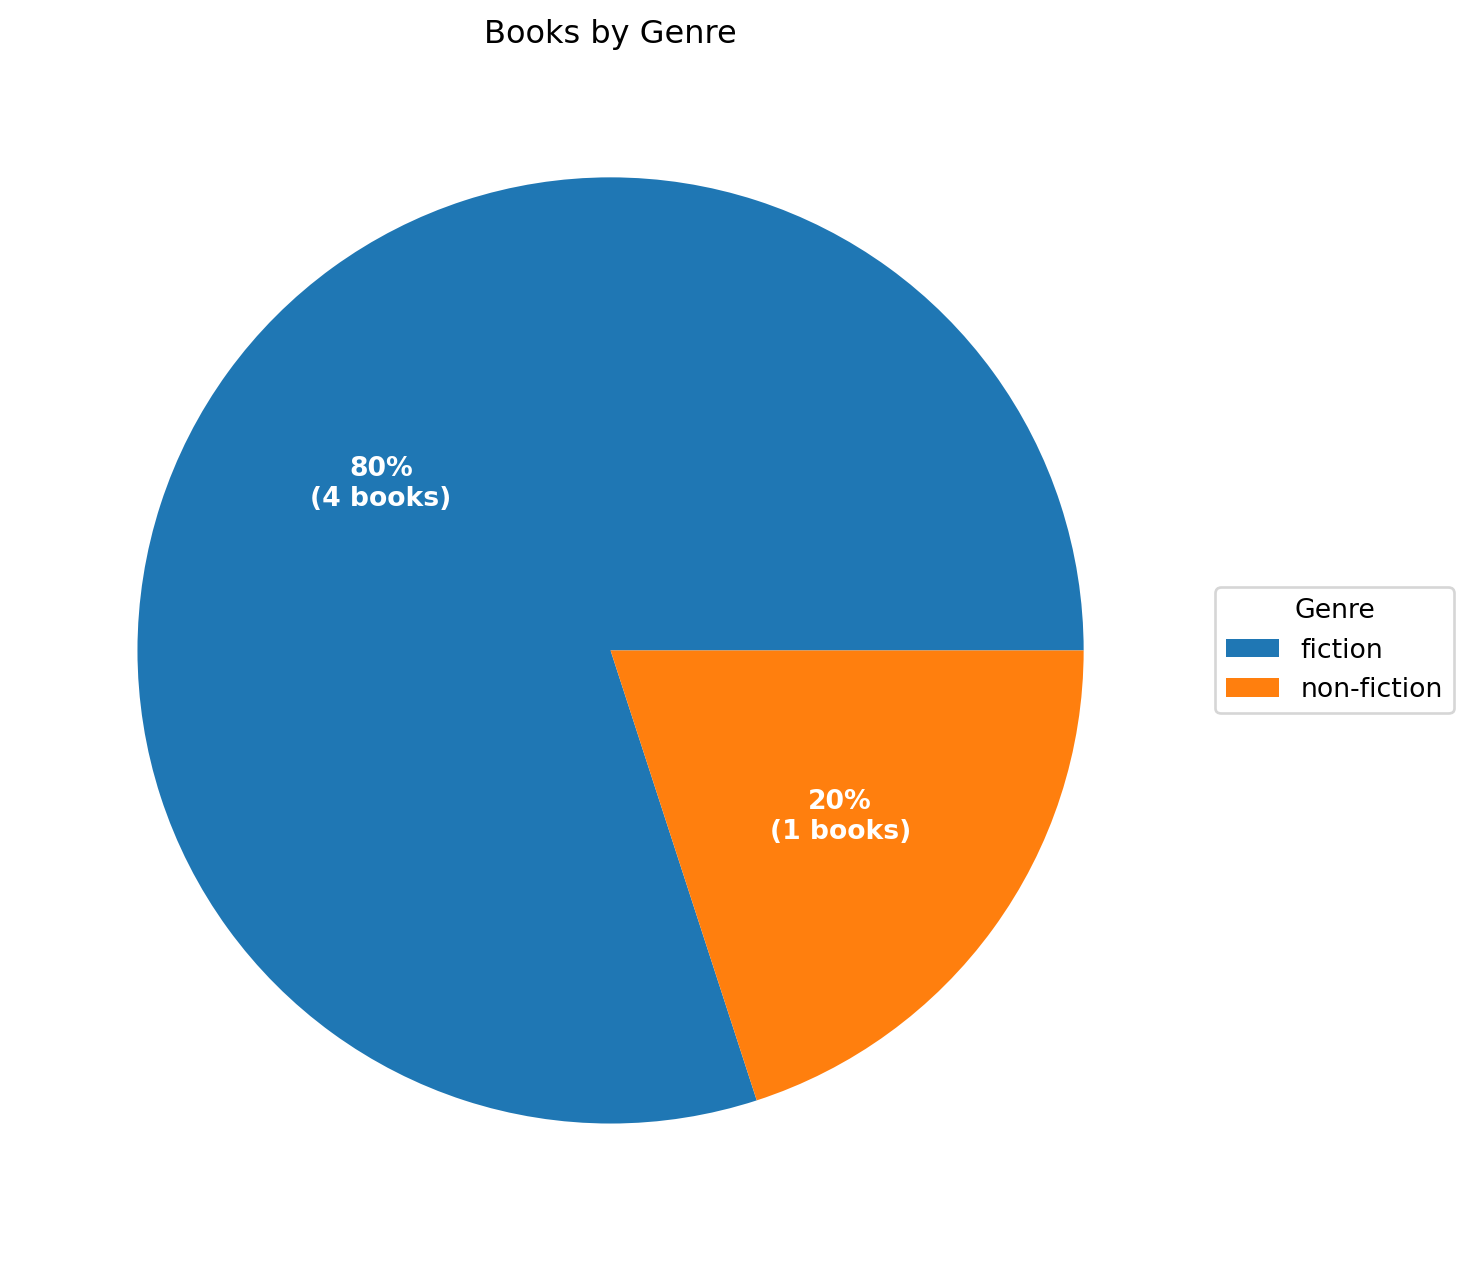 Books by Genre
80%
(4 books)
20%
(1 books)
Genre
fiction
non-fiction